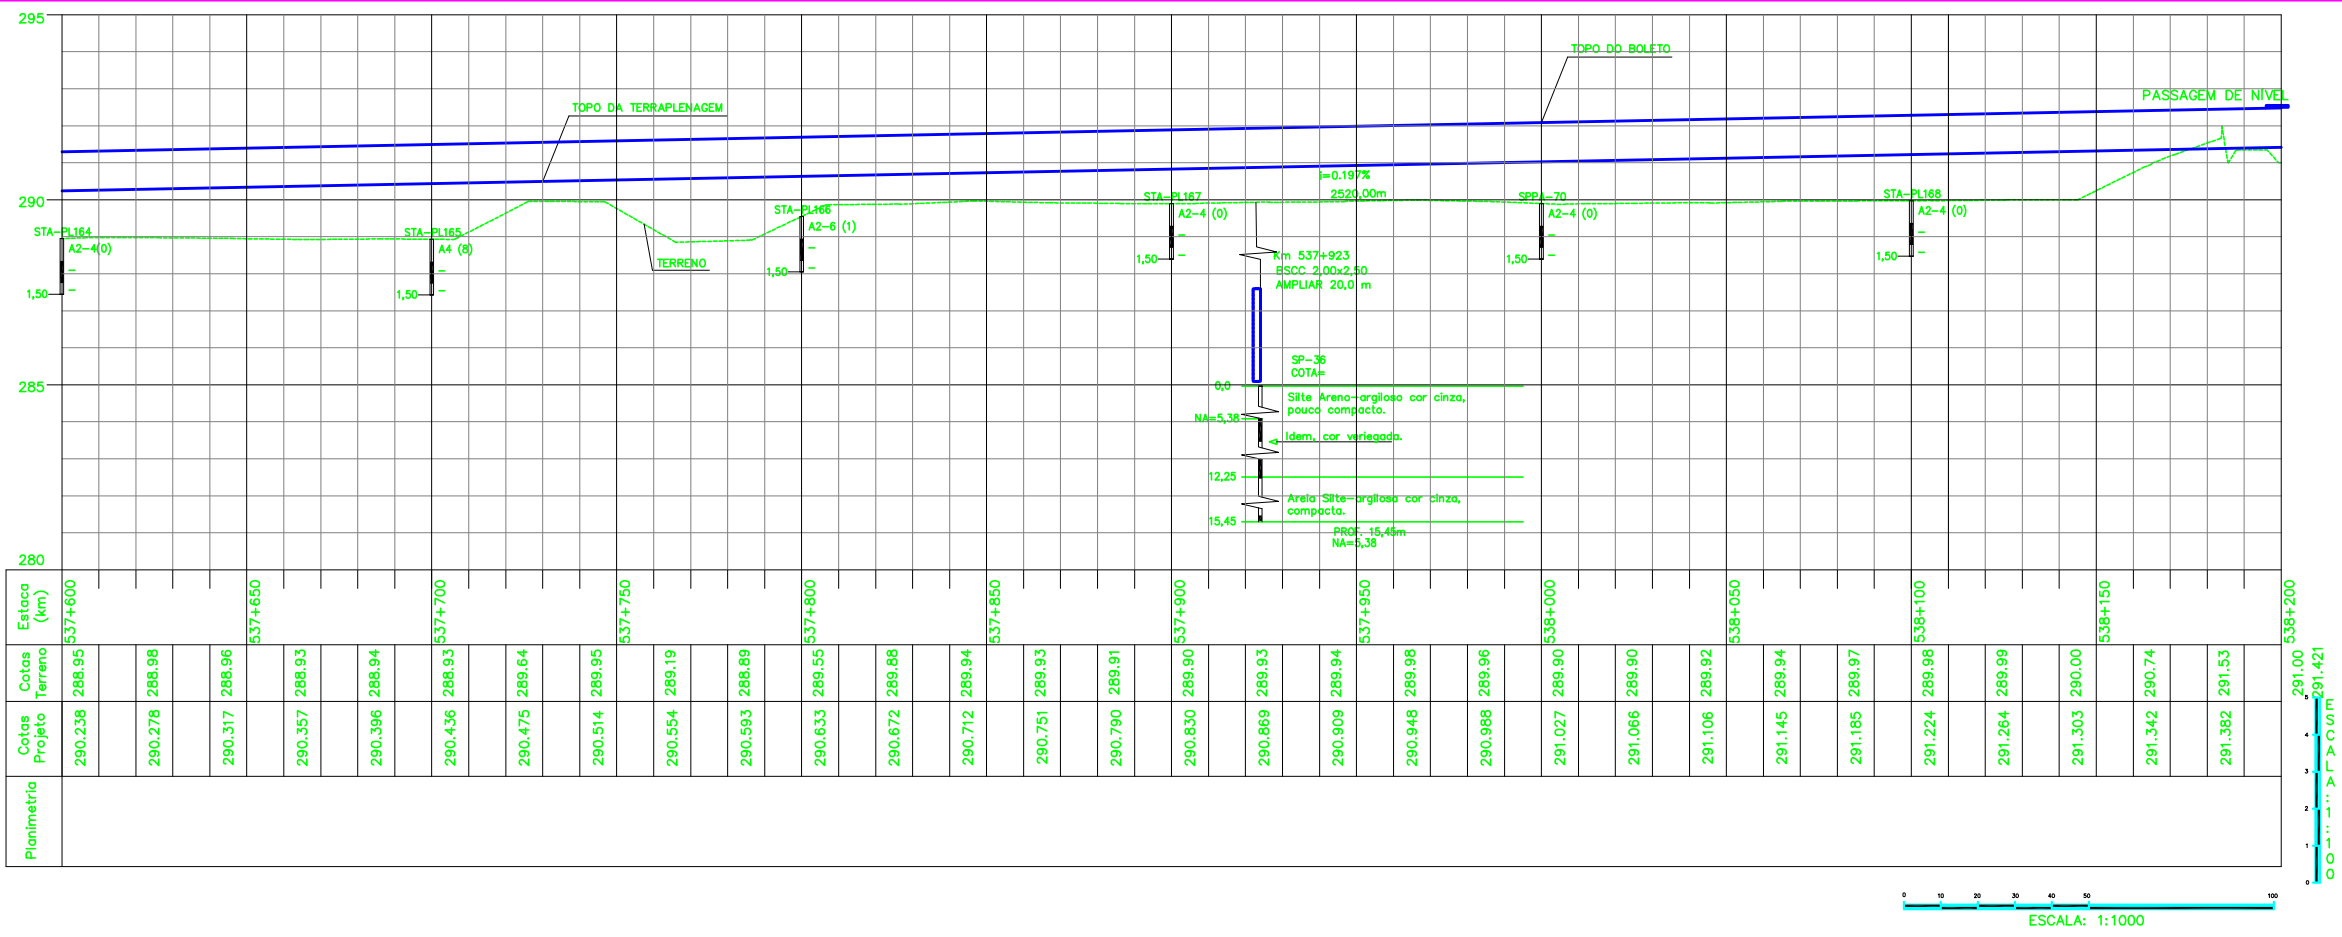 295
290
285
280
TOPO DO BOLETO
PASSAGEM DE NÍVEL
TOPO DA TERRAPLENAGEM
i=0.197%
2520,00m
TERRENO
STA-PL164
A2-4(0)
1,50
STA-PL165
A4 (8)
1,50
STA-PL166
A2-6 (1)
1,50
STA-PL167
A2-4 (0)
1,50
SPPA-70
A2-4 (0)
1,50
STA-PL168
A2-4 (0)
1,50
Km 537+923
BSCC 2,00x2,50
AMPLIAR 20,0 m
SP-36
COTA=
0,0
Silte Areno-argiloso cor cinza,
pouco compacto.
NA=5,38
Idem, cor veriegada.
12,25
Areia Silte-argilosa cor cinza,
compacta.
15,45
PROF. 15,45m
NA=5,38
Estaca
(km)
537+600
537+650
537+700
537+750
537+800
537+850
537+900
537+950
538+000
538+050
538+100
538+150
538+200
Cotas
Terreno
288.95
288.98
288.96
288.93
288.94
288.93
289.64
289.95
289.19
288.89
289.55
289.88
289.94
289.93
289.91
289.90
289.93
289.94
289.98
289.96
289.90
289.90
289.92
289.94
289.97
289.98
289.99
290.00
290.74
291.53
291.00
Cotas
Projeto
290.238
290.278
290.317
290.357
290.396
290.436
290.475
290.514
290.554
290.593
290.633
290.672
290.712
290.751
290.790
290.830
290.869
290.909
290.948
290.988
291.027
291.066
291.106
291.145
291.185
291.224
291.264
291.303
291.342
291.382
291.421
Planimetria
5
4
3
2
1
0
ESCALA:1:100
0 10 20 30 40 50 100
ESCALA: 1:1000